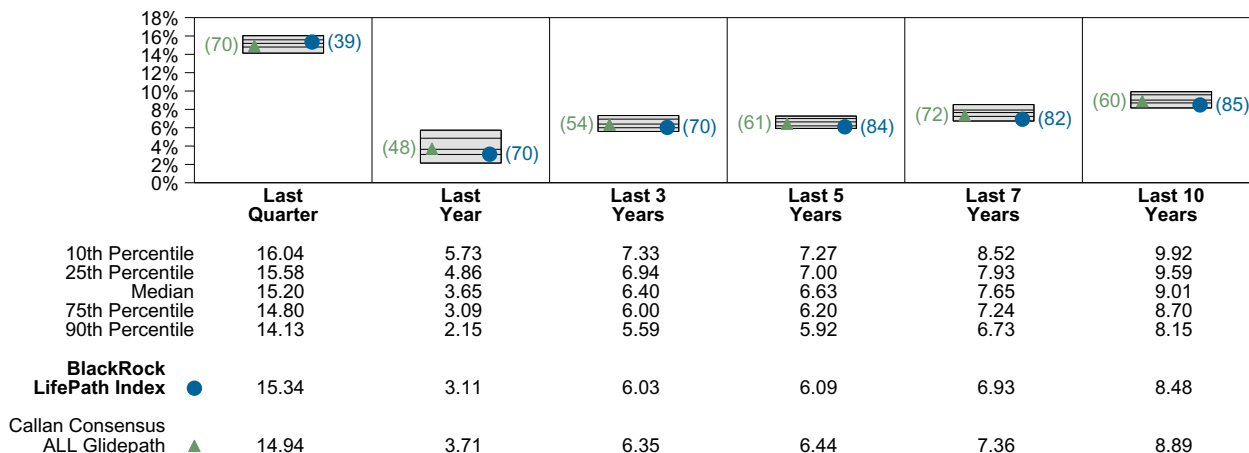 18%
16%
14%
12%
10%
8%
6%
4%
2%
0%
(70) (39)
(48) (70)
(54) (70)
(61) (84)
(72) (82)
(60) (85)
Last Quarter
Last Year
Last 3 Years
Last 5 Years
Last 7 Years
Last 10 Years
10th Percentile 16.04 5.73 7.33 7.27 8.52 9.92
25th Percentile 15.58 4.86 6.94 7.00 7.93 9.59
Median 15.20 3.65 6.40 6.63 7.65 9.01
75th Percentile 14.80 3.09 6.00 6.20 7.24 8.70
90th Percentile 14.13 2.15 5.59 5.92 6.73 8.15
BlackRock
LifePath Index 15.34 3.11 6.03 6.09 6.93 8.48
Callan Consensus
ALL Glidepath 14.94 3.71 6.35 6.44 7.36 8.89